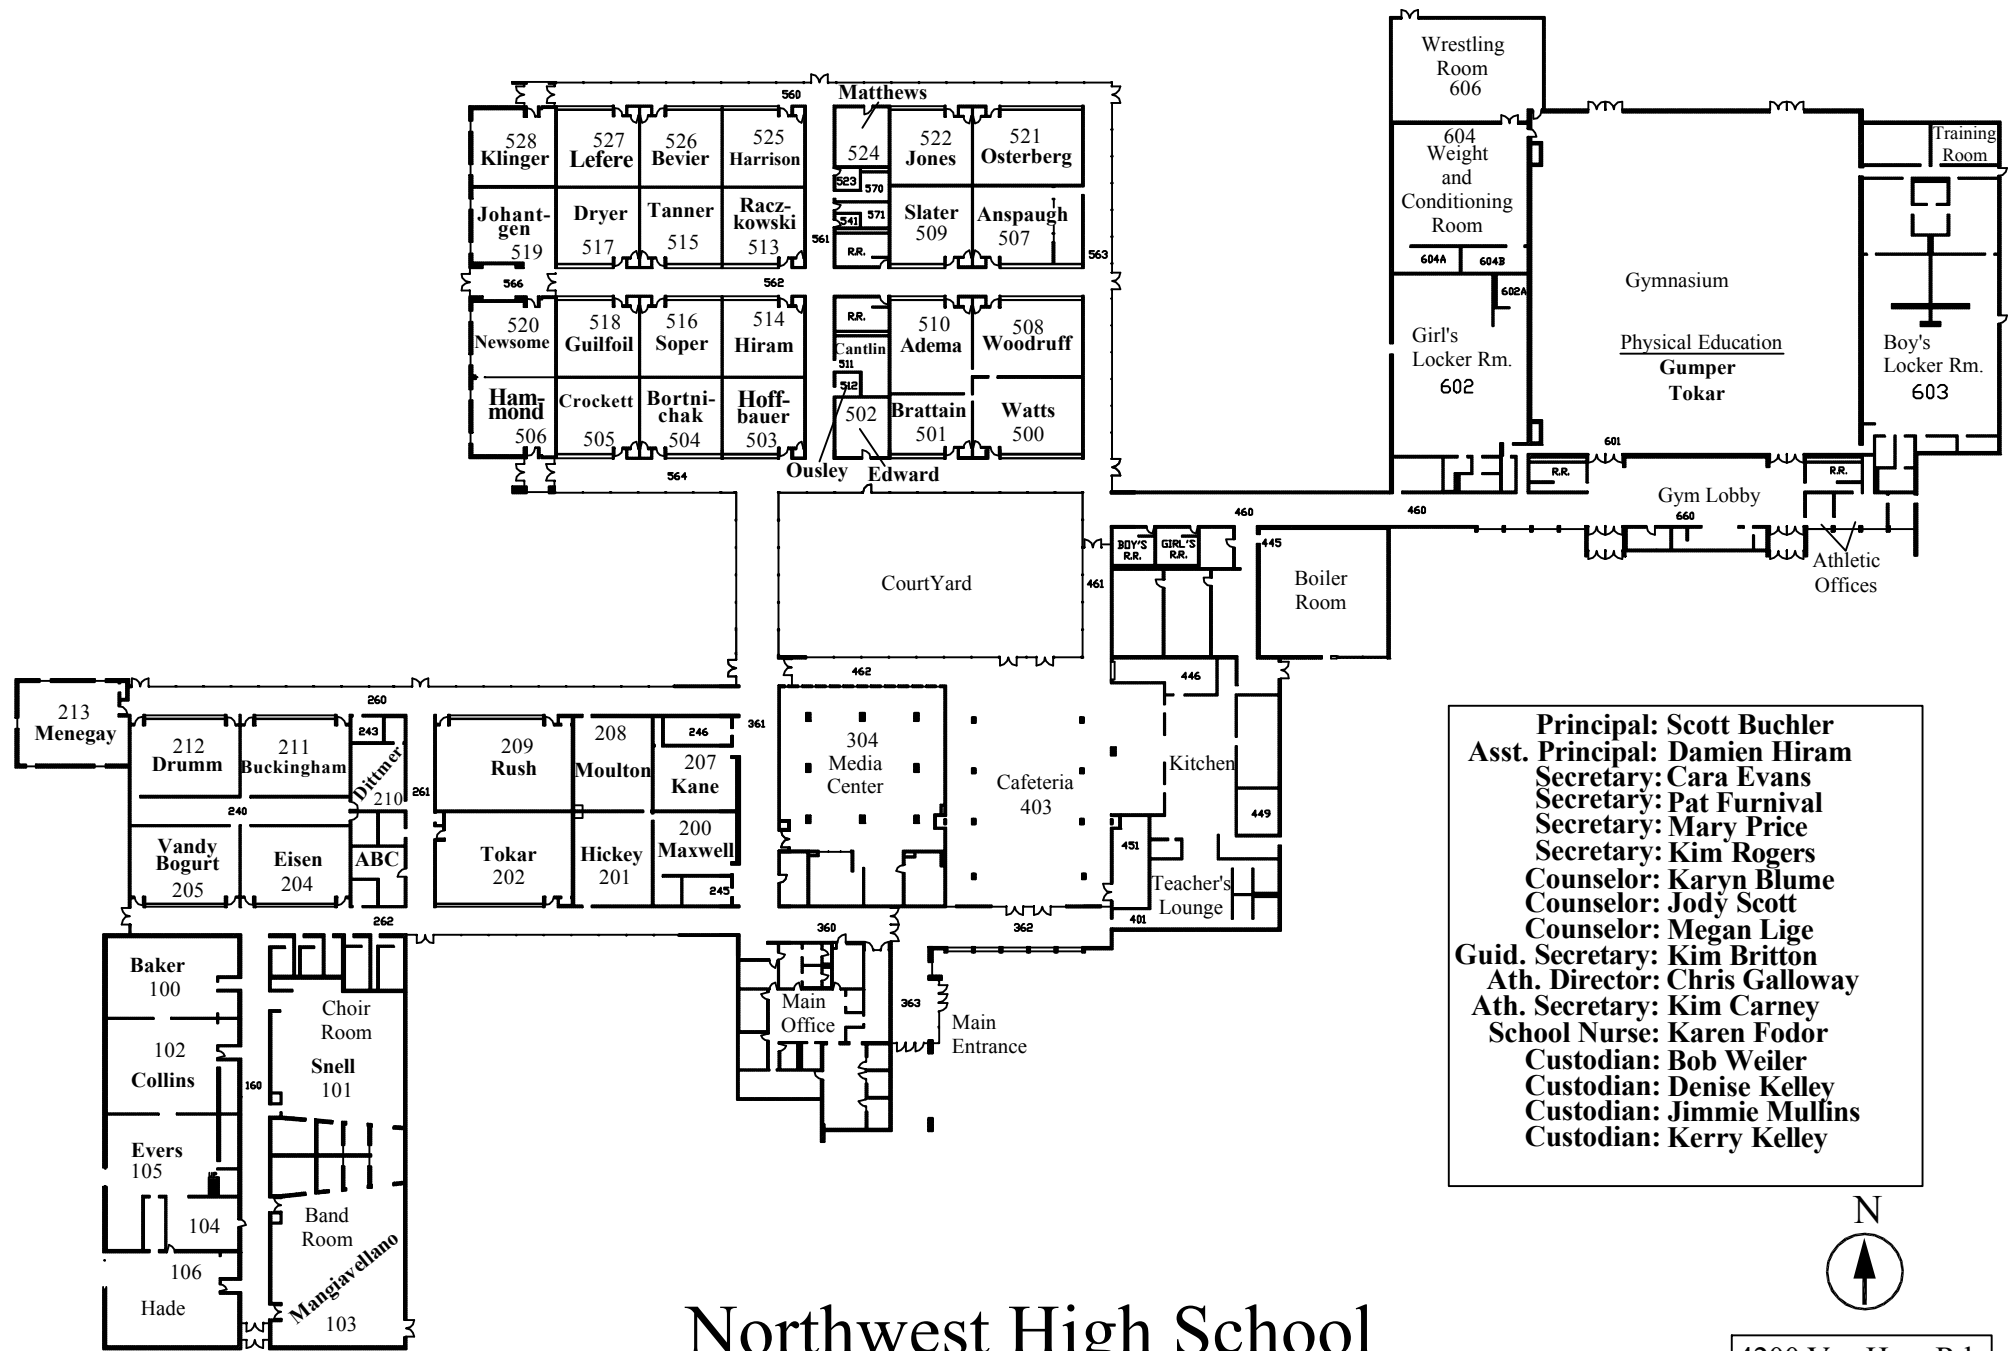 Wrestling
Room
606
560
Matthews
528
Klinger
527
Lefere
526
Bevier
525
Harrison
524
522
Jones
521
Osterberg
523
570
Johant-
gen
519
Dryer
517
Tanner
515
Racz-
kowski
513
571
541
R.R.
561
Slater
509
Anspaugh
507
563
566
562
520
Newsome
518
Guilfoil
516
Soper
514
Hiram
R.R.
Cantlin
511
512
510
Adema
508
Woodruff
Ham-
mond
506
Crockett
505
Bortni-
chak
504
Hoff-
bauer
503
502
Brattain
501
Watts
500
Ousley
Edward
564
604
Weight
and
Conditioning
Room
604A
604B
602A
Girl's
Locker Rm.
602
Gymnasium
Physical Education
Gumper
Tokar
Training
Room
Boy's
Locker Rm.
603
601
R.R.
R.R.
Gym Lobby
660
460
460
Athletic
Offices
BOY'S
R.R.
GIRL'S
R.R.
445
Boiler
Room
CourtYard
461
462
446
213
Menegay
260
212
Drumm
211
Buckingham
243
Dittmer
210
261
209
Rush
208
Moulton
246
207
Kane
361
304
Media
Center
Cafeteria
403
Kitchen
449
451
240
Vandy
Bogurt
205
Eisen
204
ABC
Tokar
202
Hickey
201
200
Maxwell
245
Teacher's
Lounge
401
262
360
362
363
Main
Office
Main
Entrance
Baker
100
102
Collins
Evers
105
104
106
Hade
160
Choir
Room
Snell
101
Band
Room
Mangiavellano
103
Principal: Scott Buchler
Asst. Principal: Damien Hiram
Secretary: Cara Evans
Secretary: Pat Furnival
Secretary: Mary Price
Secretary: Kim Rogers
Counselor: Karyn Blume
Counselor: Jody Scott
Counselor: Megan Lige
Guid. Secretary: Kim Britton
Ath. Director: Chris Galloway
Ath. Secretary: Kim Carney
School Nurse: Karen Fodor
Custodian: Bob Weiler
Custodian: Denise Kelley
Custodian: Jimmie Mullins
Custodian: Kerry Kelley
N
Northwest High School